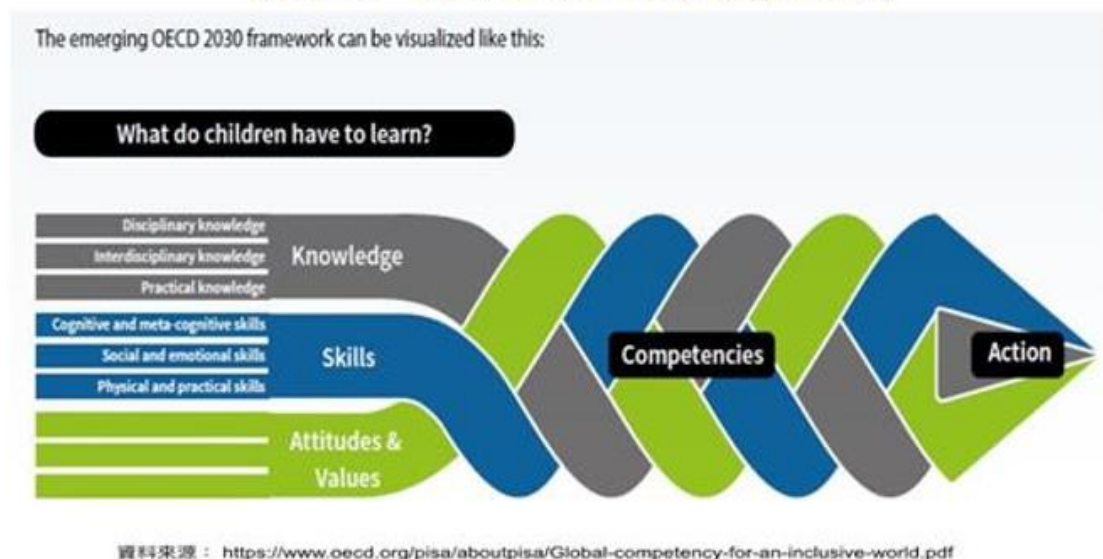 The emerging OECD 2030 framework can be visualized like this:
What do children have to learn?
Disciplinary knowledge
Interdisciplinary knowledge
Practical knowledge
Knowledge
Cognitive and meta-cognitive skills
Social and emotional skills
Physical and practical skills
Skills
Attitudes &
Values
Competencies
Action
資料來源： https://www.oecd.org/pisa/aboutpisa/Global-competency-for-an-inclusive-world.pdf